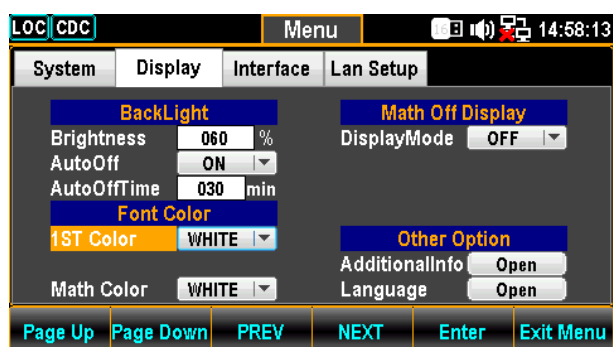 LOC CDC Menu 16 14:58:13
System Display Interface Lan Setup
BackLight
Brightness 060 %
AutoOff ON
AutoOffTime 030 min
Font Color
1ST Color WHITE
Math Color WHITE
Math Off Display
DisplayMode OFF
Other Option
AdditionalInfo Open
Language Open
Page Up Page Down PREV NEXT Enter Exit Menu